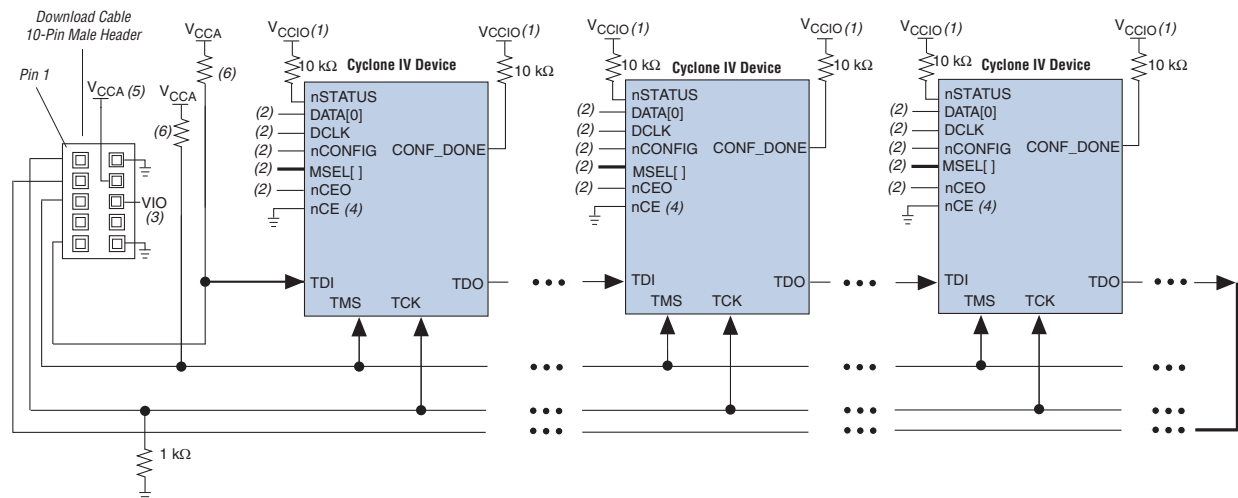 Download Cable
10-Pin Male Header
Pin 1
VCCA (5)
VCCA
(6)
VCCA
(6)
VIO
(3)
1 kΩ
VCCIO (1)
10 kΩ
Cyclone IV Device
VCCIO (1)
10 kΩ
nSTATUS
(2) DATA[0]
(2) DCLK
(2) nCONFIG
CONF_DONE
(2) MSEL[ ]
(2) nCEO
nCE (4)
TDI
TDO
TMS
TCK
VCCIO (1)
10 kΩ
Cyclone IV Device
VCCIO (1)
10 kΩ
nSTATUS
(2) DATA[0]
(2) DCLK
(2) nCONFIG
CONF_DONE
(2) MSEL[ ]
(2) nCEO
nCE (4)
TDI
TDO
TMS
TCK
VCCIO (1)
10 kΩ
Cyclone IV Device
VCCIO (1)
10 kΩ
nSTATUS
(2) DATA[0]
(2) DCLK
(2) nCONFIG
CONF_DONE
(2) MSEL[ ]
(2) nCEO
nCE (4)
TDI
TDO
TMS
TCK